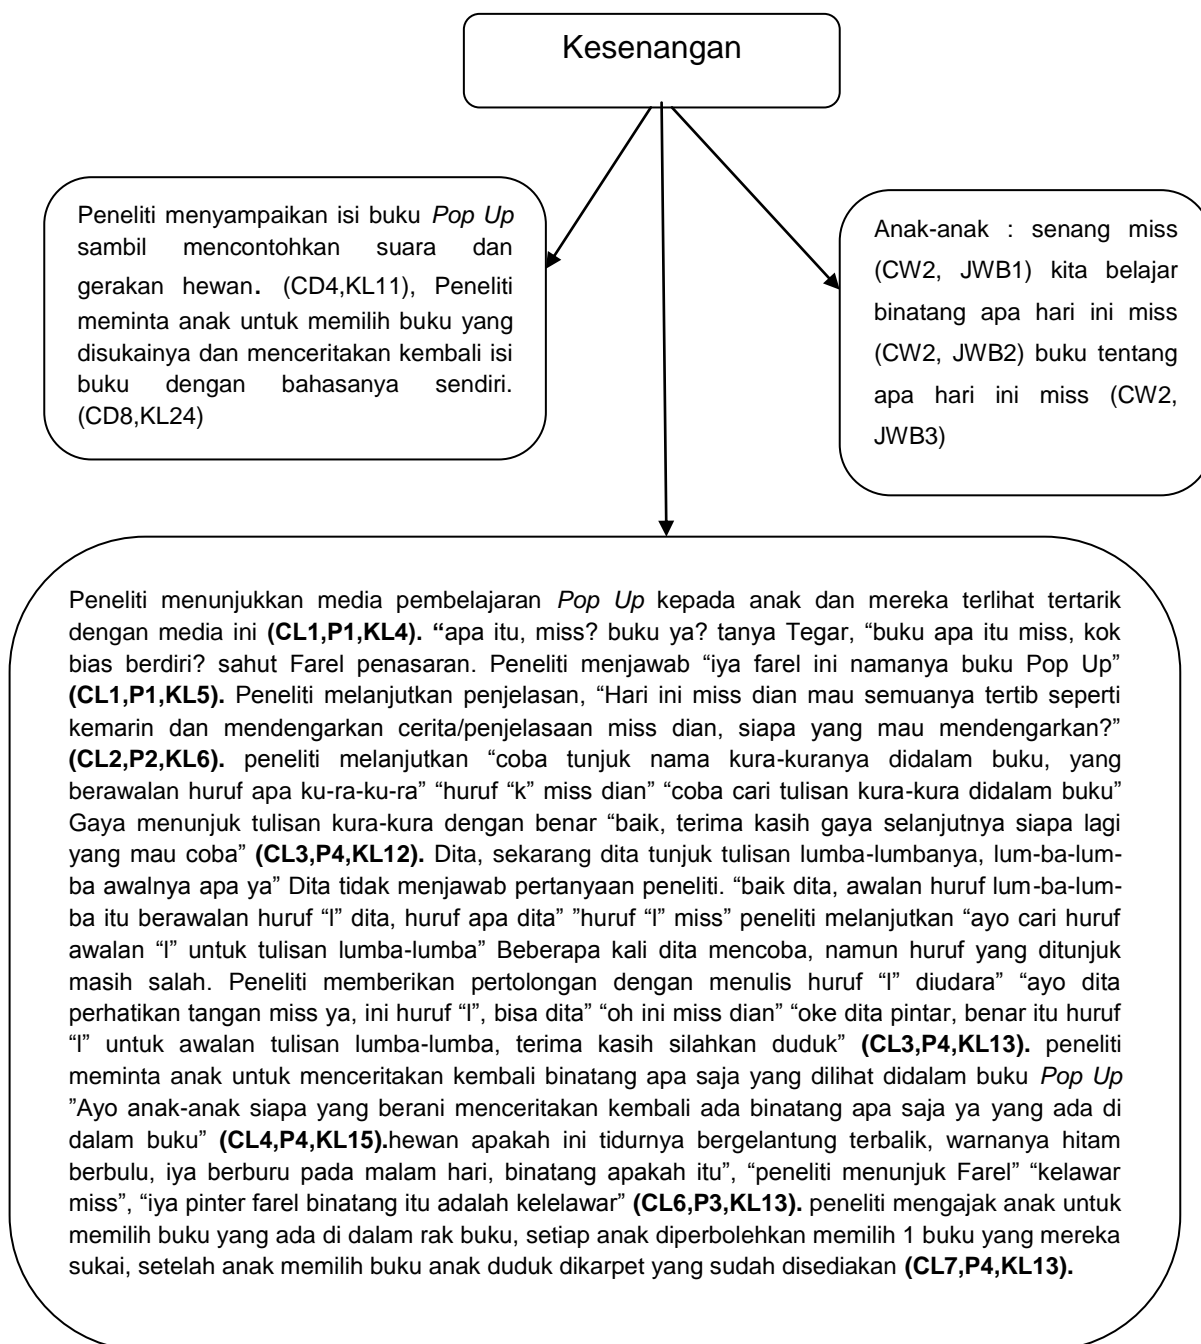 Kesenangan
Peneliti menyampaikan isi buku Pop Up
sambil mencontohkan suara dan
gerakan hewan. (CD4,KL11), Peneliti
meminta anak untuk memilih buku yang
disukainya dan menceritakan kembali isi
buku dengan bahasanya sendiri.
(CD8,KL24)
Anak-anak : senang miss
(CW2, JWB1) kita belajar
binatang apa hari ini miss
(CW2, JWB2) buku tentang
apa hari ini miss (CW2,
JWB3)
Peneliti menunjukkan media pembelajaran Pop Up kepada anak dan mereka terlihat tertarik
dengan media ini (CL1,P1,KL4). “apa itu, miss? buku ya? tanya Tegar, “buku apa itu miss, kok
bias berdiri? sahut Farel penasaran. Peneliti menjawab “iya farel ini namanya buku Pop Up”
(CL1,P1,KL5). Peneliti melanjutkan penjelasan, “Hari ini miss dian mau semuanya tertib seperti
kemarin dan mendengarkan cerita/penjelasaan miss dian, siapa yang mau mendengarkan?”
(CL2,P2,KL6). peneliti melanjutkan “coba tunjuk nama kura-kuranya didalam buku, yang
berawalan huruf apa ku-ra-ku-ra” “huruf “k” miss dian” “coba cari tulisan kura-kura didalam buku”
Gaya menunjuk tulisan kura-kura dengan benar “baik, terima kasih gaya selanjutnya siapa lagi
yang mau coba” (CL3,P4,KL12). Dita, sekarang dita tunjuk tulisan lumba-lumbanya, lum-ba-lum-
ba awalnya apa ya” Dita tidak menjawab pertanyaan peneliti. “baik dita, awalan huruf lum-ba-lum-
ba itu berawalan huruf “l” dita, huruf apa dita” ”huruf “l” miss” peneliti melanjutkan “ayo cari huruf
awalan “l” untuk tulisan lumba-lumba” Beberapa kali dita mencoba, namun huruf yang ditunjuk
masih salah. Peneliti memberikan pertolongan dengan menulis huruf “l” diudara” “ayo dita
perhatikan tangan miss ya, ini huruf “l”, bisa dita” “oh ini miss dian” “oke dita pintar, benar itu huruf
“l” untuk awalan tulisan lumba-lumba, terima kasih silahkan duduk” (CL3,P4,KL13). peneliti
meminta anak untuk menceritakan kembali binatang apa saja yang dilihat didalam buku Pop Up
”Ayo anak-anak siapa yang berani menceritakan kembali ada binatang apa saja ya yang ada di
dalam buku” (CL4,P4,KL15).hewan apakah ini tidurnya bergelantung terbalik, warnanya hitam
berbulu, iya berburu pada malam hari, binatang apakah itu”, “peneliti menunjuk Farel” “kelawar
miss”, “iya pinter farel binatang itu adalah kelelawar” (CL6,P3,KL13). peneliti mengajak anak untuk
memilih buku yang ada di dalam rak buku, setiap anak diperbolehkan memilih 1 buku yang mereka
sukai, setelah anak memilih buku anak duduk dikarpet yang sudah disediakan (CL7,P4,KL13).